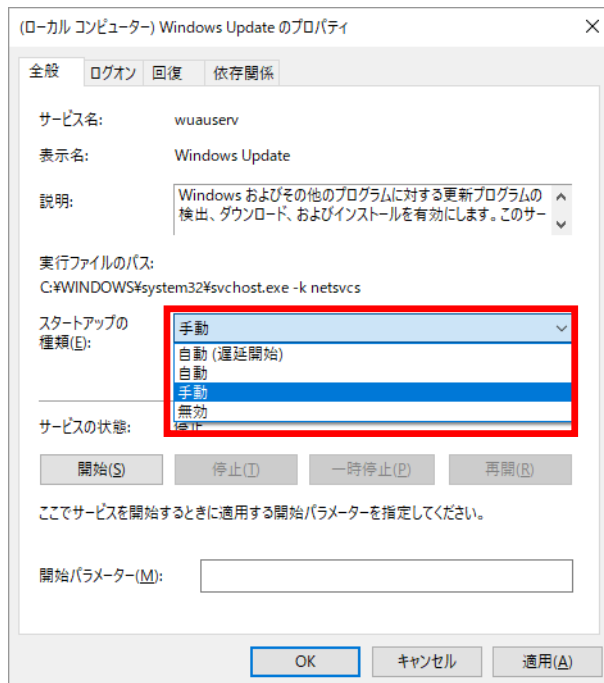 (ローカル コンピューター) Windows Update のプロパティ
全般 ログオン 回復 依存関係
サービス名: wuauserv
表示名: Windows Update
説明: Windows およびその他のプログラムに対する更新プログラムの
検出、ダウンロード、およびインストールを有効にします。このサー
実行ファイルのパス:
C:¥WINDOWS¥system32¥svchost.exe -k netsvcs
スタートアップの
種類(E): 手動
自動 (遅延開始)
自動
手動
無効
サービスの状態: 停止
開始(S) 停止(T) 一時停止(P) 再開(R)
ここでサービスを開始するときに適用する開始パラメーターを指定してください。
開始パラメーター(M):
OK キャンセル 適用(A)